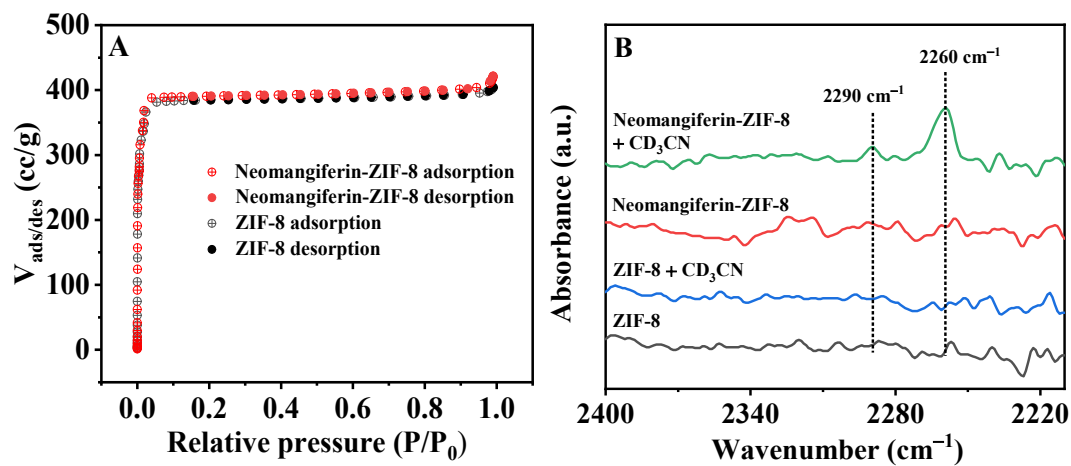 A
V_ads/des (cc/g)
500
400
300
200
100
0
Neomangiferin-ZIF-8 adsorption
Neomangiferin-ZIF-8 desorption
ZIF-8 adsorption
ZIF-8 desorption
0.0 0.2 0.4 0.6 0.8 1.0
Relative pressure (P/P₀)
B
Absorbance (a.u.)
2260 cm⁻¹
2290 cm⁻¹
Neomangiferin-ZIF-8
+ CD₃CN
Neomangiferin-ZIF-8
ZIF-8 + CD₃CN
ZIF-8
2400 2340 2280 2220
Wavenumber (cm⁻¹)